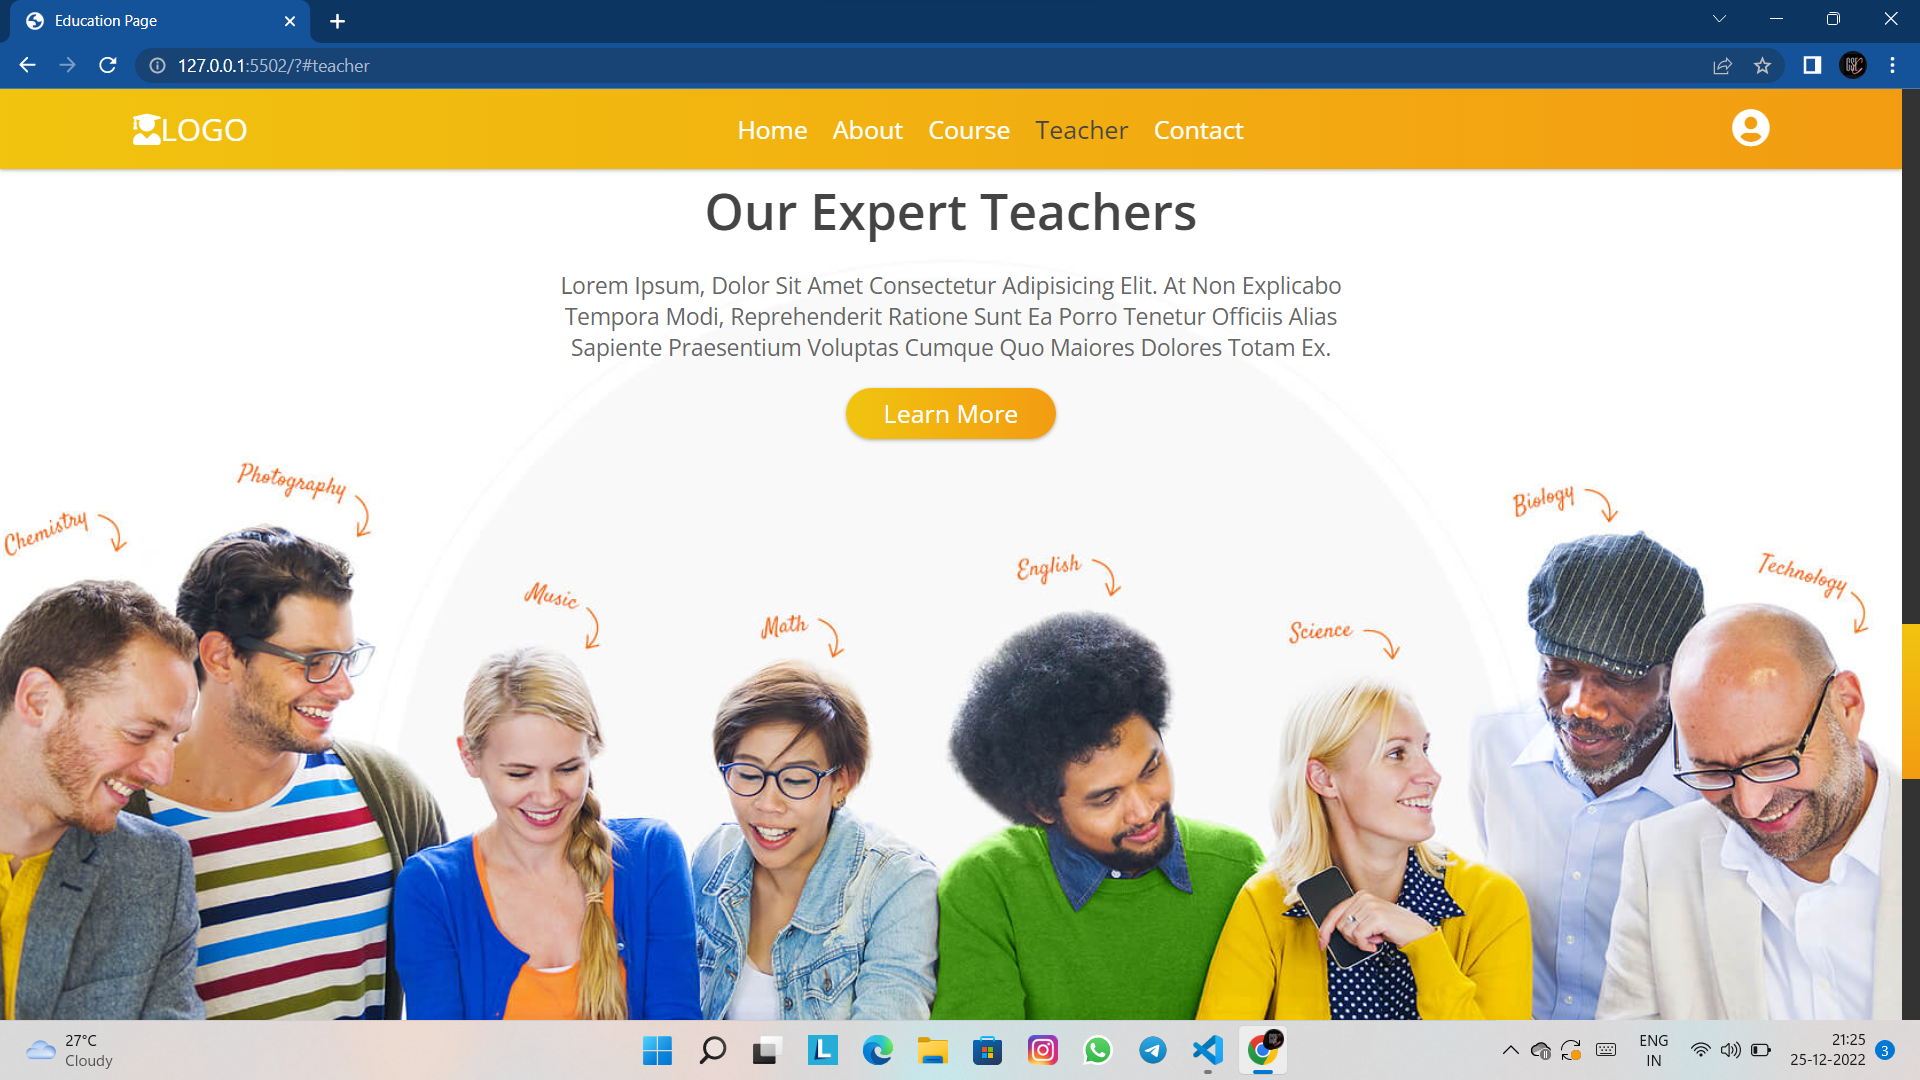 Education Page
127.0.0.1:5502/?#teacher
LOGO
Home About Course Teacher Contact
Our Expert Teachers
Lorem Ipsum, Dolor Sit Amet Consectetur Adipisicing Elit. At Non Explicabo
Tempora Modi, Reprehenderit Ratione Sunt Ea Porro Tenetur Officiis Alias
Sapiente Praesentium Voluptas Cumque Quo Maiores Dolores Totam Ex.
Learn More
Chemistry
Photography
Music
Math
English
Science
Biology
Technology
27°C
Cloudy
L
ENG
IN
21:25
25-12-2022
3